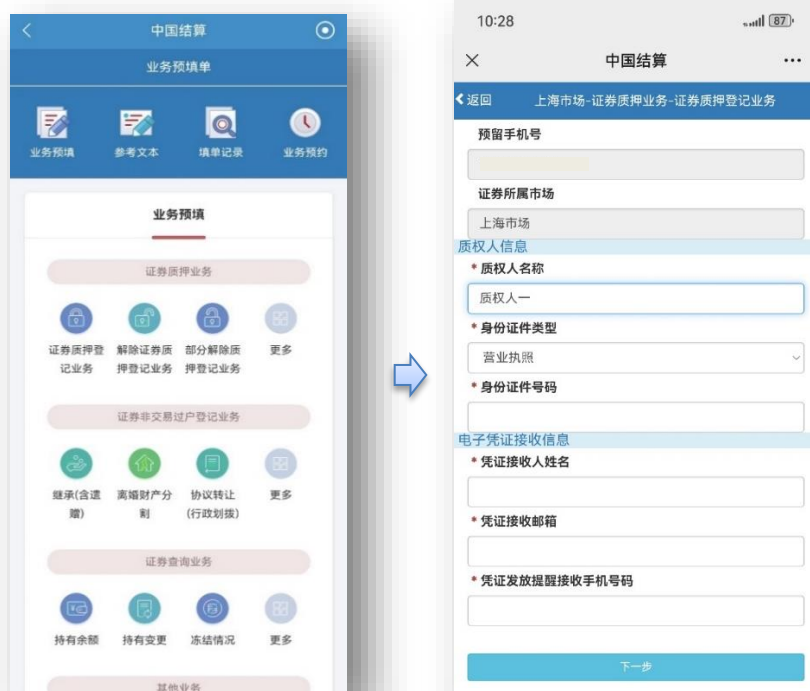 中国结算
业务预填单
业务预填 参考文本 填单记录 业务预约
业务预填
证券质押业务
证券质押登记业务 解除证券质押登记业务 部分解除质押登记业务 更多
证券非交易过户登记业务
继承(含遗赠) 离婚财产分割 协议转让(行政划拨) 更多
证券查询业务
持有余额 持有变更 冻结情况 更多
其他业务
10:28 87
中国结算
返回 上海市场-证券质押业务-证券质押登记业务
预留手机号
证券所属市场
上海市场
质权人信息
* 质权人名称
质权人一
* 身份证件类型
营业执照
* 身份证件号码
电子凭证接收信息
* 凭证接收人姓名
* 凭证接收邮箱
* 凭证发放提醒接收手机号码
下一步